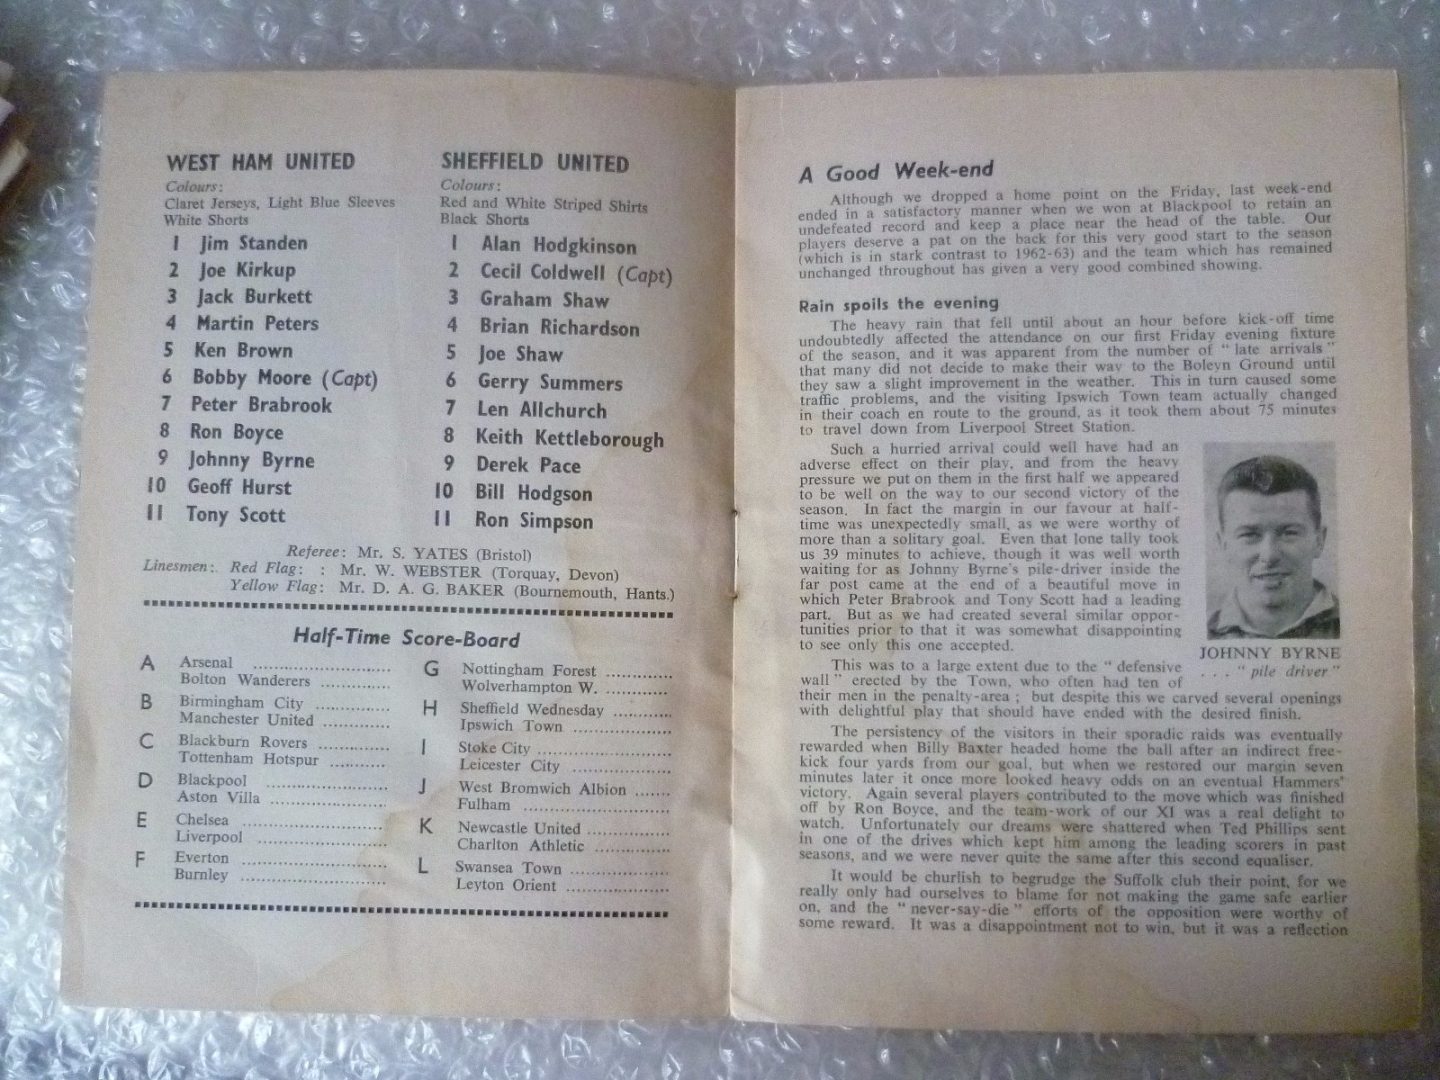 WEST HAM UNITED
Colours:
Claret Jerseys, Light Blue Sleeves
White Shorts
1 Jim Standen
2 Joe Kirkup
3 Jack Burkett
4 Martin Peters
5 Ken Brown
6 Bobby Moore (Capt)
7 Peter Brabrook
8 Ron Boyce
9 Johnny Byrne
10 Geoff Hurst
11 Tony Scott
SHEFFIELD UNITED
Colours:
Red and White Striped Shirts
Black Shorts
1 Alan Hodgkinson
2 Cecil Coldwell (Capt)
3 Graham Shaw
4 Brian Richardson
5 Joe Shaw
6 Gerry Summers
7 Len Allchurch
8 Keith Kettleborough
9 Derek Pace
10 Bill Hodgson
11 Ron Simpson
Referee: Mr. S. YATES (Bristol)
Linesmen: Red Flag: : Mr. W. WEBSTER (Torquay, Devon)
Yellow Flag: Mr. D. A. G. BAKER (Bournemouth, Hants.)
Half-Time Score-Board
A Arsenal ..............................
Bolton Wanderers .................
B Birmingham City ................
Manchester United ...............
C Blackburn Rovers ................
Tottenham Hotspur .............
D Blackpool ...........................
Aston Villa ..........................
E Chelsea ...............................
Liverpool ............................
F Everton ...............................
Burnley ................................
G Nottingham Forest ...............
Wolverhampton W. ..............
H Sheffield Wednesday ............
Ipswich Town ......................
I Stoke City .............................
Leicester City ......................
J West Bromwich Albion ........
Fulham ................................
K Newcastle United ..................
Charlton Athletic .................
L Swansea Town ......................
Leyton Orient .......................
A Good Week-end
Although we dropped a home point on the Friday, last week-end
ended in a satisfactory manner when we won at Blackpool to retain an
undefeated record and keep a place near the head of the table. Our
players deserve a pat on the back for this very good start to the season
(which is in stark contrast to 1962-63) and the team which has remained
unchanged throughout has given a very good combined showing.
Rain spoils the evening
The heavy rain that fell until about an hour before kick-off time
undoubtedly affected the attendance on our first Friday evening fixture
of the season, and it was apparent from the number of "late arrivals"
that many did not decide to make their way to the Boleyn Ground until
they saw a slight improvement in the weather. This in turn caused some
traffic problems, and the visiting Ipswich Town team actually changed
in their coach en route to the ground, as it took them about 75 minutes
to travel down from Liverpool Street Station.
Such a hurried arrival could well have had an
adverse effect on their play, and from the heavy
pressure we put on them in the first half we appeared
to be well on the way to our second victory of the
season. In fact the margin in our favour at half-
time was unexpectedly small, as we were worthy of
more than a solitary goal. Even that lone tally took
us 39 minutes to achieve, though it was well worth
waiting for as Johnny Byrne's pile-driver inside the
far post came at the end of a beautiful move in
which Peter Brabrook and Tony Scott had a leading
part. But as we had created several similar oppor-
tunities prior to that it was somewhat disappointing
to see only this one accepted.
JOHNNY BYRNE
. . . "pile driver"
This was to a large extent due to the "defensive
wall" erected by the Town, who often had ten of
their men in the penalty-area; but despite this we carved several openings
with delightful play that should have ended with the desired finish.
The persistency of the visitors in their sporadic raids was eventually
rewarded when Billy Baxter headed home the ball after an indirect free-
kick four yards from our goal, but when we restored our margin seven
minutes later it once more looked heavy odds on an eventual Hammers'
victory. Again several players contributed to the move which was finished
off by Ron Boyce, and the team-work of our XI was a real delight to
watch. Unfortunately our dreams were shattered when Ted Phillips sent
in one of the drives which kept him among the leading scorers in past
seasons, and we were never quite the same after this second equaliser.
It would be churlish to begrudge the Suffolk club their point, for we
really only had ourselves to blame for not making the game safe earlier
on, and the "never-say-die" efforts of the opposition were worthy of
some reward. It was a disappointment not to win, but it was a reflection